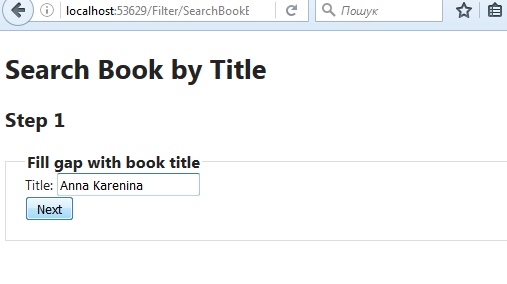 localhost:53629/Filter/SearchBookB
Пошук
Search Book by Title
Step 1
Fill gap with book title
Title: Anna Karenina
Next